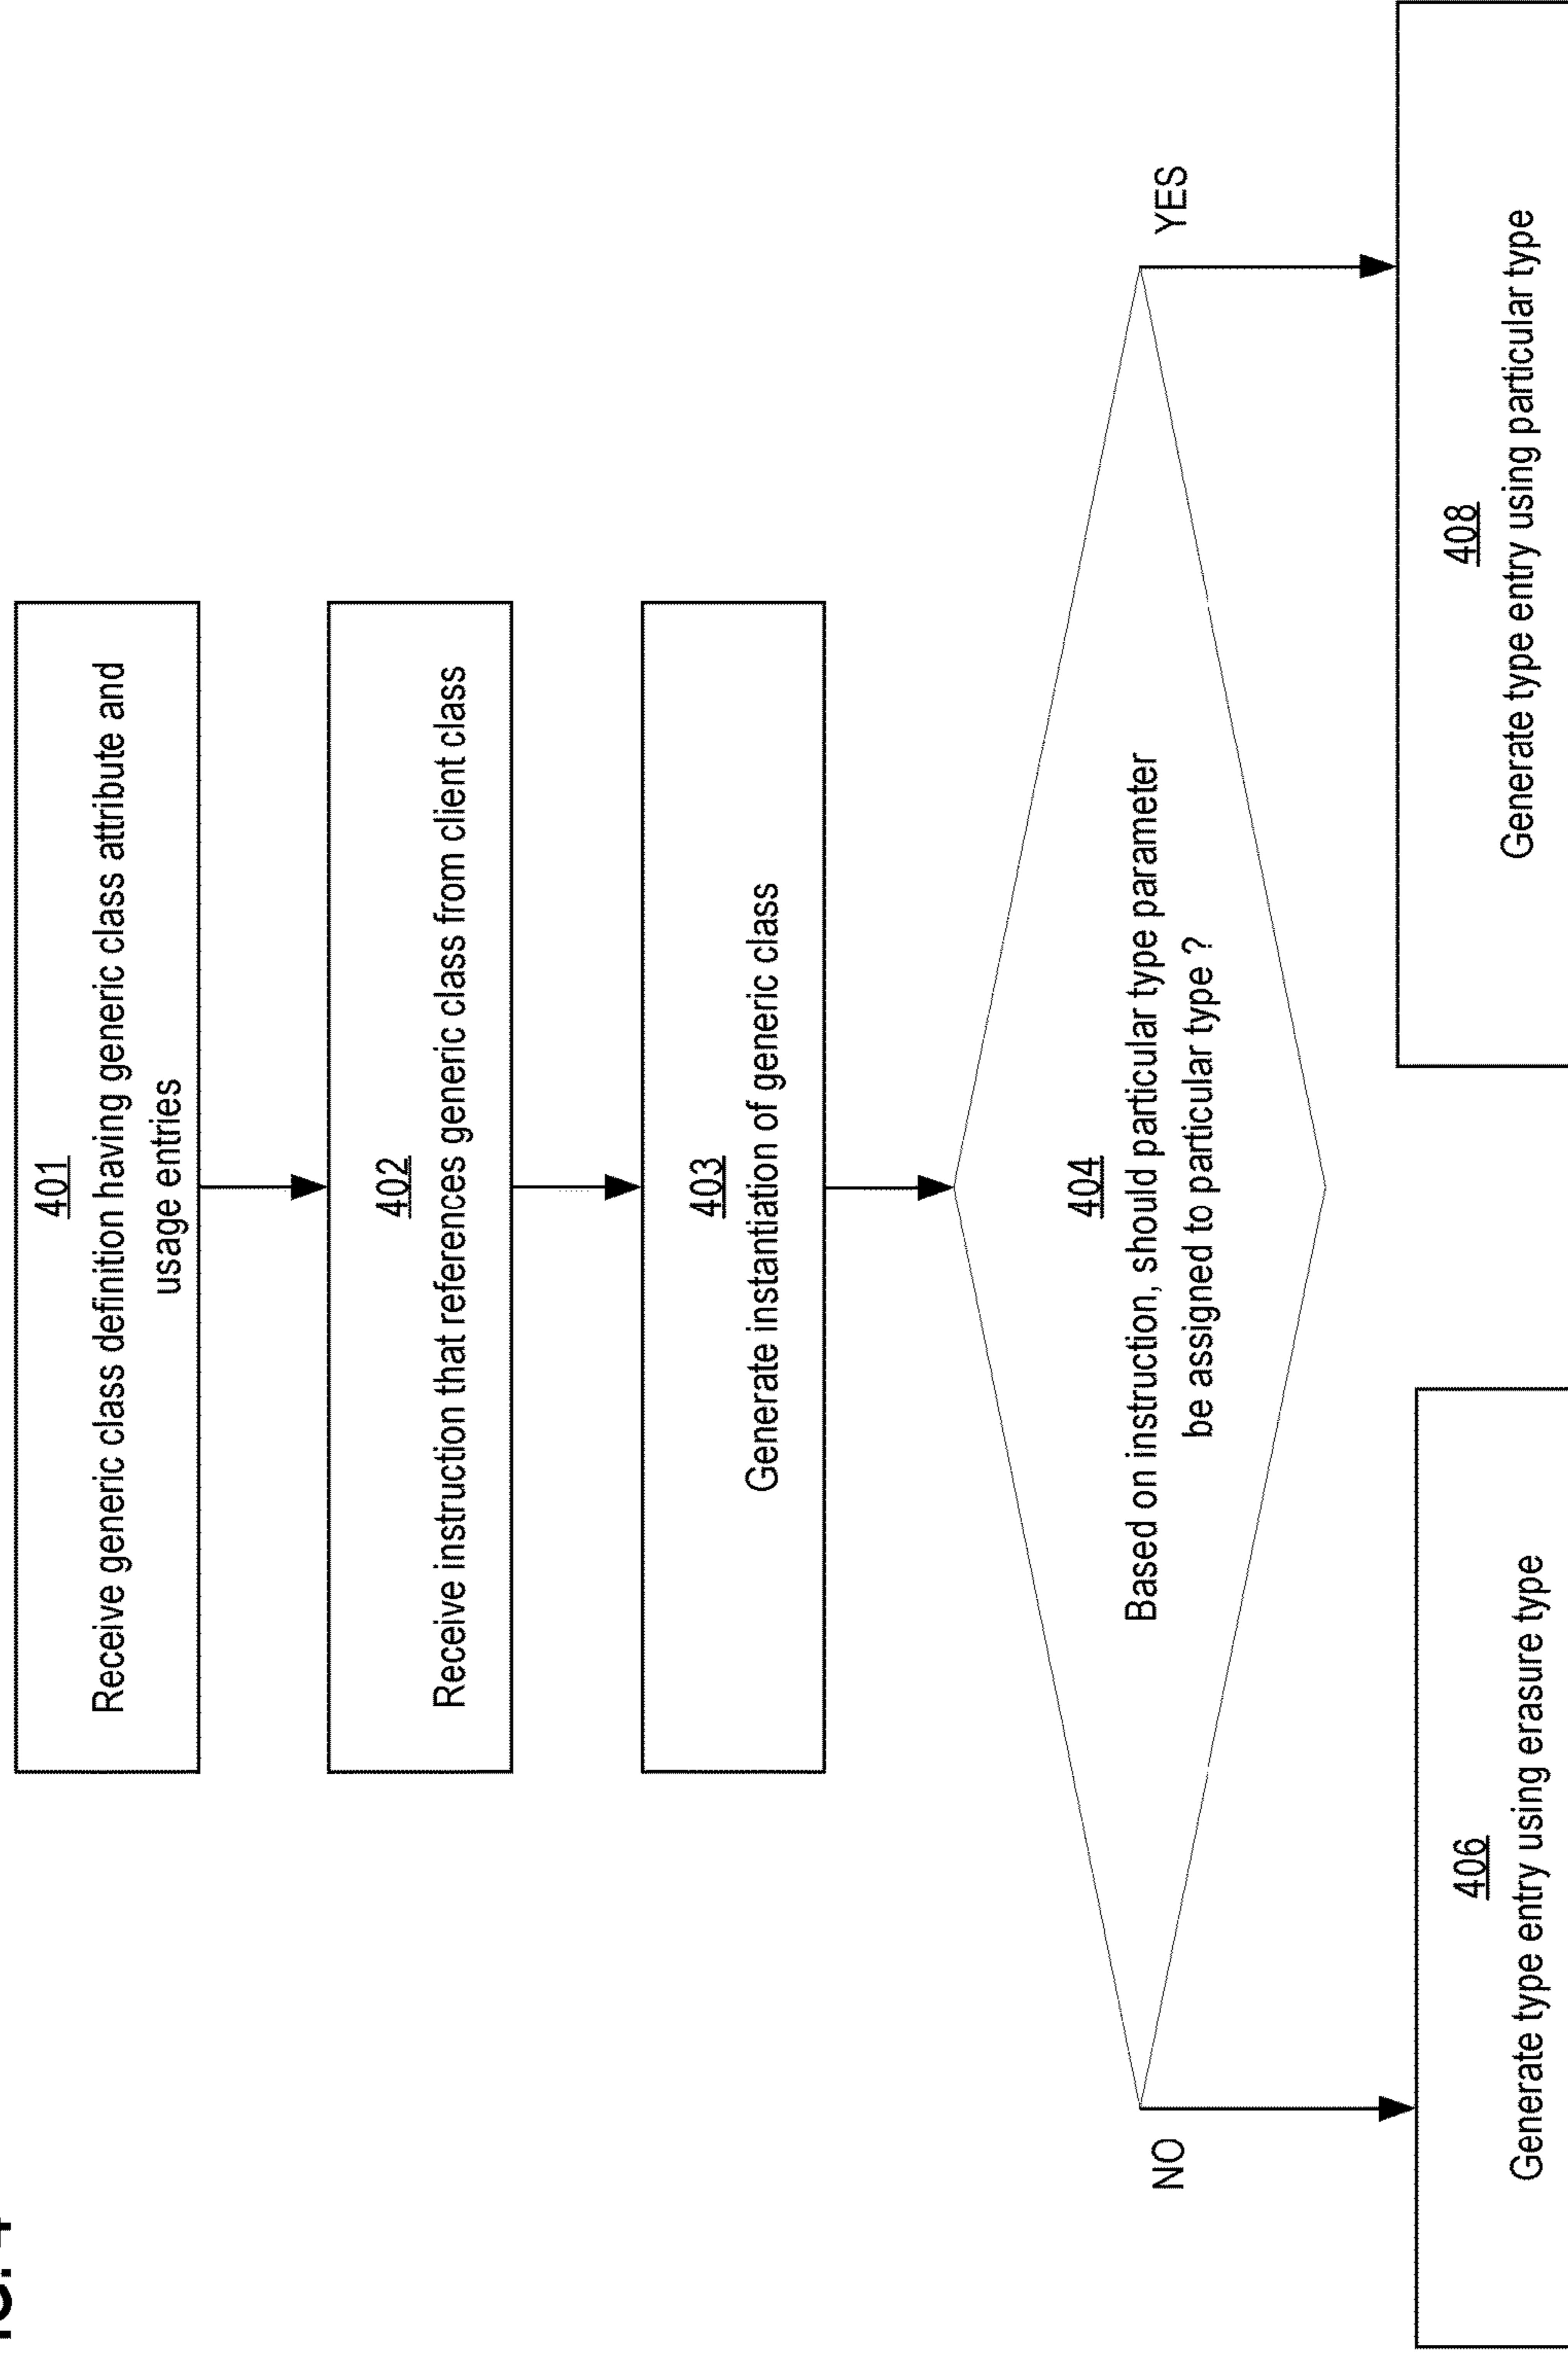 401
Receive generic class definition having generic class attribute and
usage entries
402
Receive instruction that references generic class from client class
403
Generate instantiation of generic class
404
Based on instruction, should particular type parameter
be assigned to particular type ?
NO
YES
406
Generate type entry using erasure type
408
Generate type entry using particular type